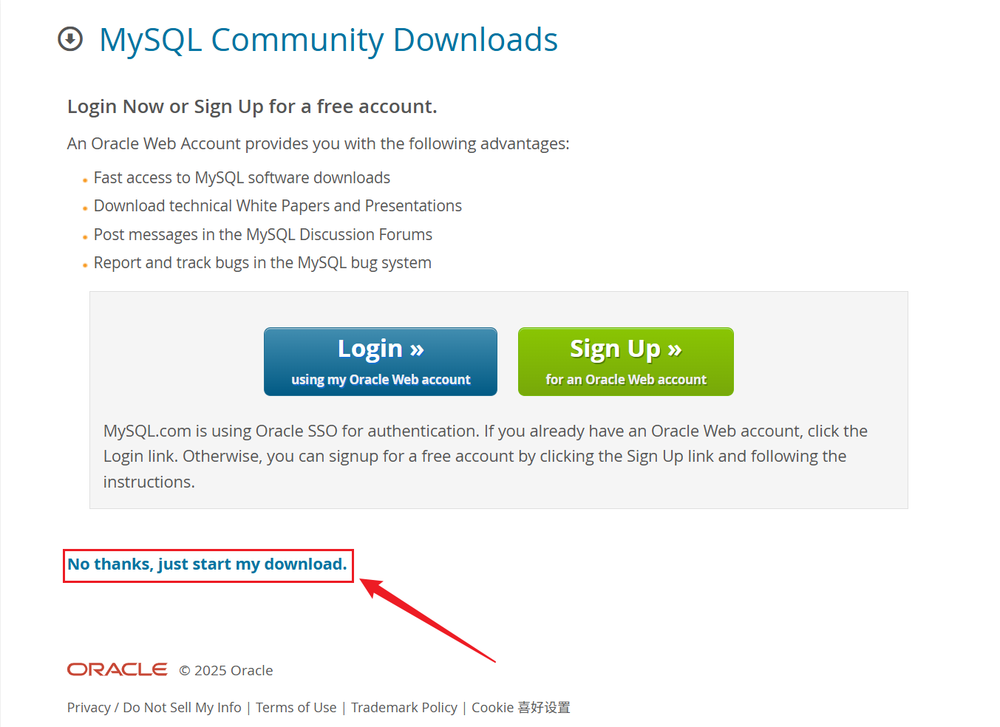 MySQL Community Downloads
Login Now or Sign Up for a free account.
An Oracle Web Account provides you with the following advantages:
Fast access to MySQL software downloads
Download technical White Papers and Presentations
Post messages in the MySQL Discussion Forums
Report and track bugs in the MySQL bug system
Login »
using my Oracle Web account
Sign Up »
for an Oracle Web account
MySQL.com is using Oracle SSO for authentication. If you already have an Oracle Web account, click the
Login link. Otherwise, you can signup for a free account by clicking the Sign Up link and following the
instructions.
No thanks, just start my download.
ORACLE © 2025 Oracle
Privacy / Do Not Sell My Info | Terms of Use | Trademark Policy | Cookie 喜好设置